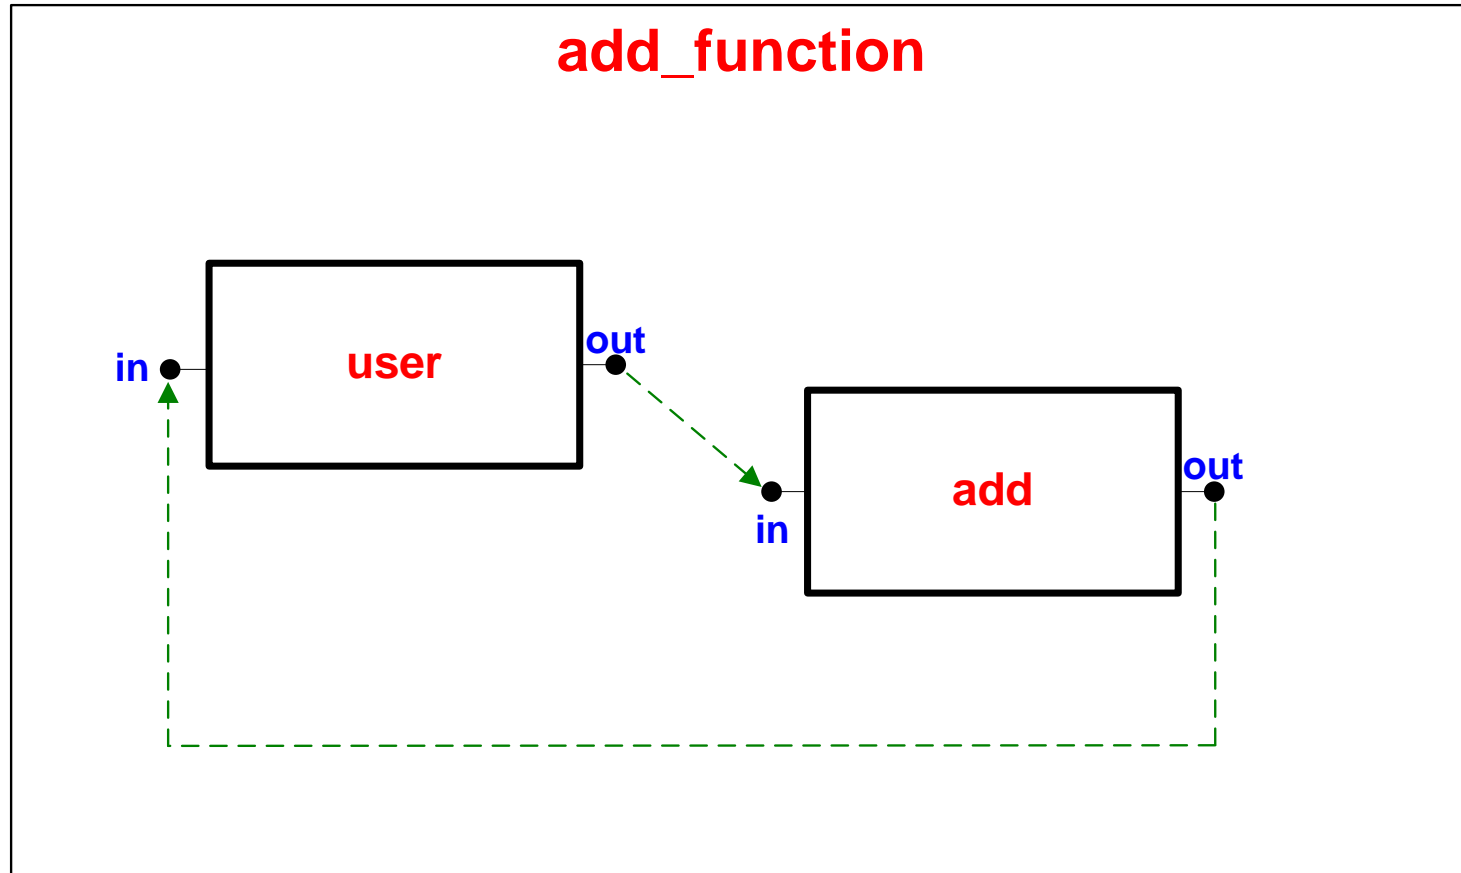 add_function
user
in
out
add
in
out